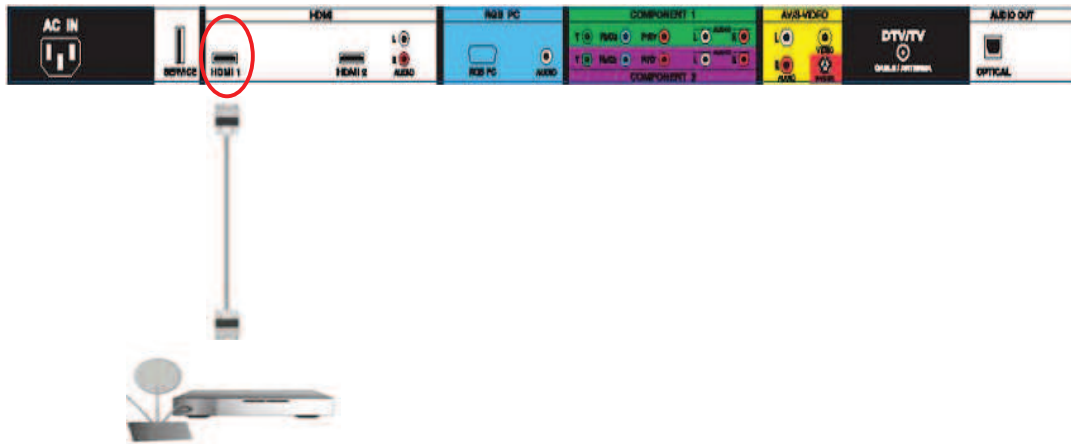 AC IN
SERVICE
HDMI
HDMI 1
HDMI 2
L
R
AUDIO
RGB PC
RGB PC
AUDIO
COMPONENT 1
Y Pb/Cb Pr/Cr L AUDIO R
Y Pb/Cb Pr/Cr L AUDIO R
COMPONENT 2
AV/S-VIDEO
L
VIDEO
R
AUDIO
DTV/TV
CABLE / ANTENNA
AUDIO OUT
OPTICAL